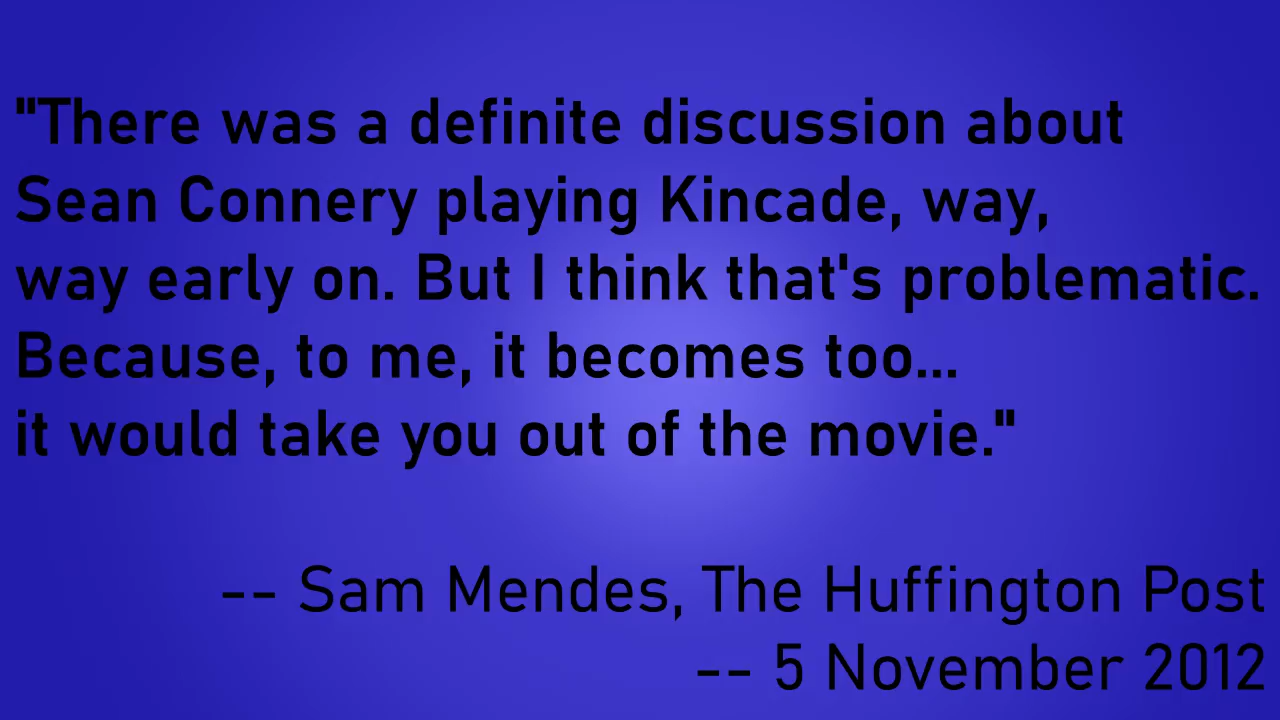 "There was a definite discussion about
Sean Connery playing Kincade, way,
way early on. But I think that's problematic.
Because, to me, it becomes too...
it would take you out of the movie."
-- Sam Mendes, The Huffington Post
-- 5 November 2012